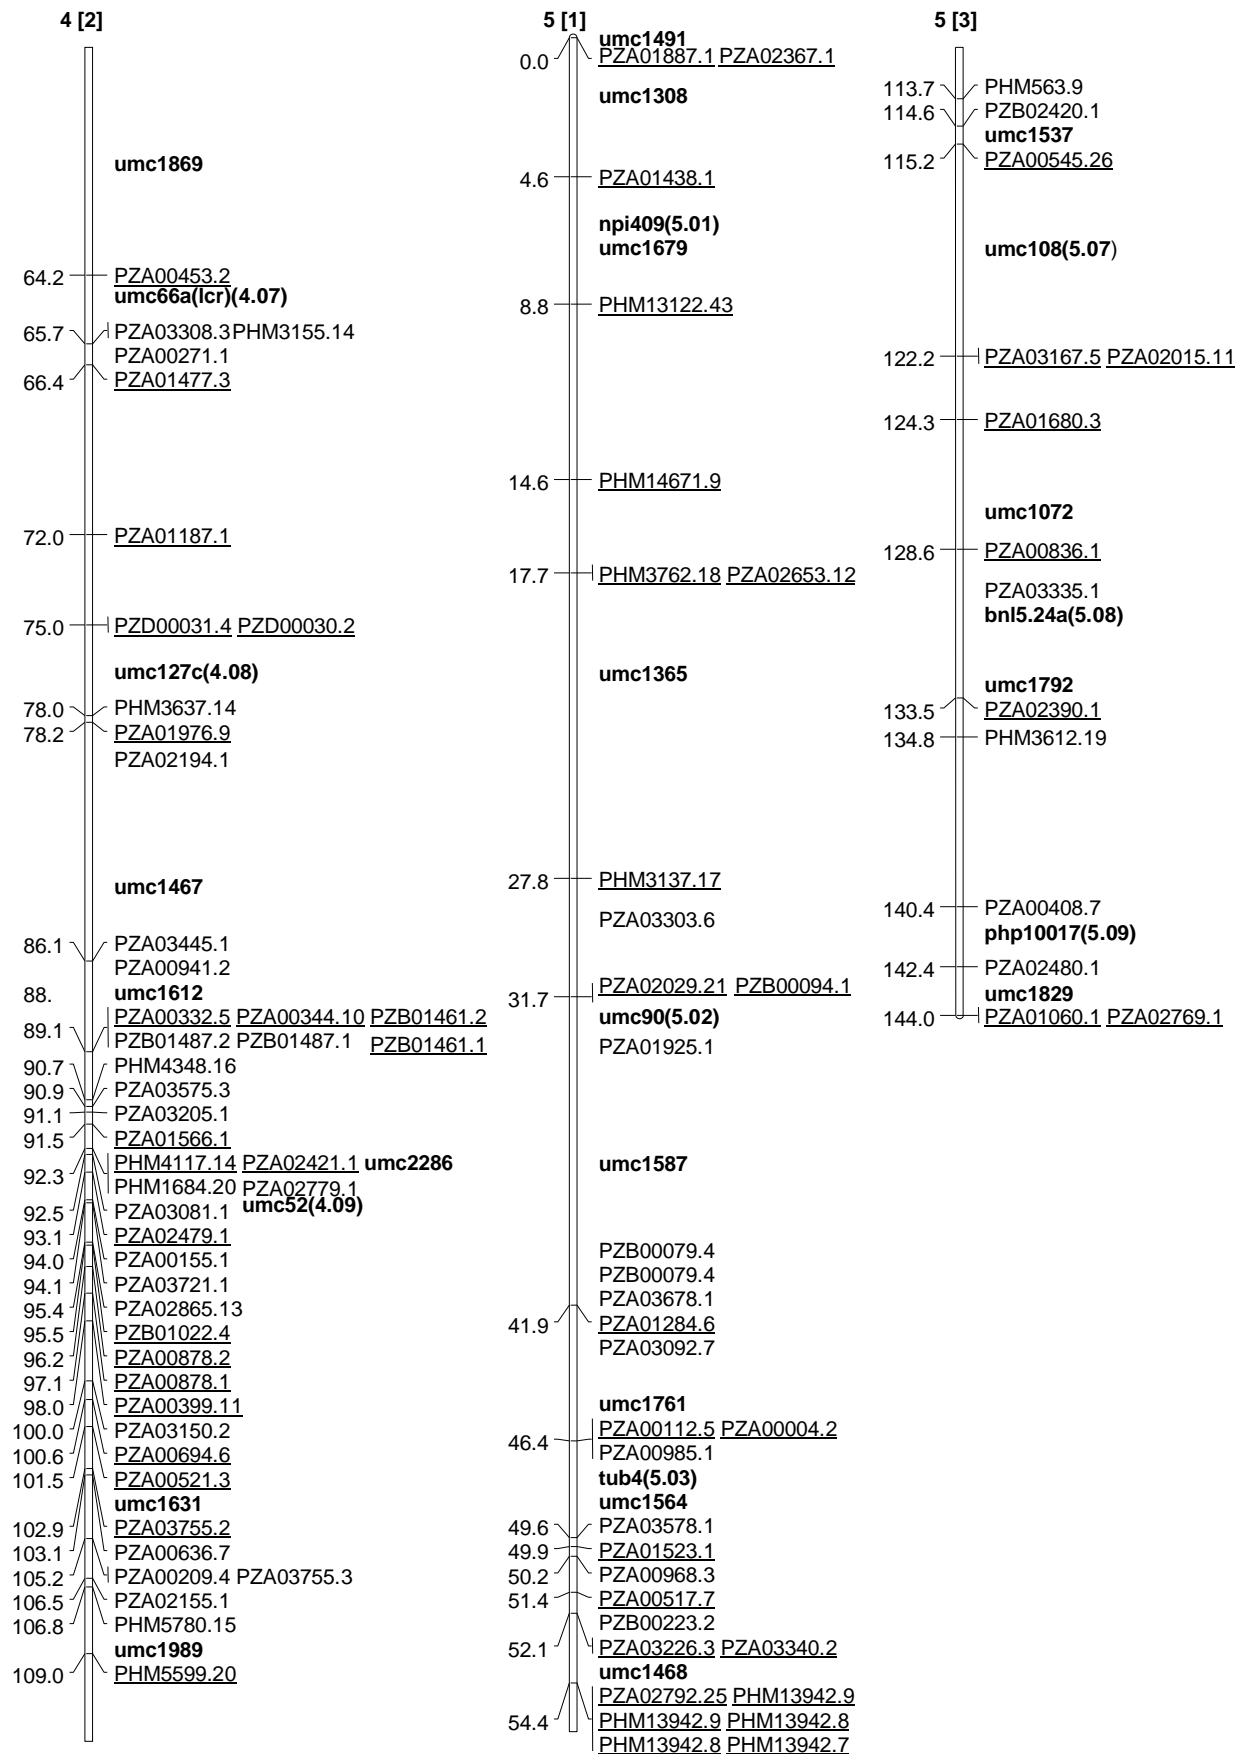 4 [2]
umc1869
64.2 PZA00453.2
umc66a(lcr)(4.07)
65.7 PZA03308.3 PHM3155.14
PZA00271.1
66.4 PZA01477.3
72.0 PZA01187.1
75.0 PZD00031.4 PZD00030.2
umc127c(4.08)
78.0 PHM3637.14
78.2 PZA01976.9
PZA02194.1
umc1467
86.1 PZA03445.1
PZA00941.2
88. umc1612
PZA00332.5 PZA00344.10 PZB01461.2
89.1 PZB01487.2 PZB01487.1 PZB01461.1
90.7 PHM4348.16
90.9 PZA03575.3
91.1 PZA03205.1
91.5 PZA01566.1
92.3 PHM4117.14 PZA02421.1 umc2286
PHM1684.20 PZA02779.1
umc52(4.09)
92.5 PZA03081.1
93.1 PZA02479.1
94.0 PZA00155.1
94.1 PZA03721.1
95.4 PZA02865.13
95.5 PZB01022.4
96.2 PZA00878.2
97.1 PZA00878.1
98.0 PZA00399.11
100.0 PZA03150.2
100.6 PZA00694.6
101.5 PZA00521.3
umc1631
102.9 PZA03755.2
103.1 PZA00636.7
105.2 PZA00209.4 PZA03755.3
106.5 PZA02155.1
106.8 PHM5780.15
umc1989
109.0 PHM5599.20
5 [1]
umc1491
0.0 PZA01887.1 PZA02367.1
umc1308
4.6 PZA01438.1
npi409(5.01)
umc1679
8.8 PHM13122.43
14.6 PHM14671.9
17.7 PHM3762.18 PZA02653.12
umc1365
27.8 PHM3137.17
PZA03303.6
31.7 PZA02029.21 PZB00094.1
umc90(5.02)
PZA01925.1
umc1587
PZB00079.4
PZB00079.4
PZA03678.1
41.9 PZA01284.6
PZA03092.7
umc1761
46.4 PZA00112.5 PZA00004.2
PZA00985.1
tub4(5.03)
umc1564
49.6 PZA03578.1
49.9 PZA01523.1
50.2 PZA00968.3
51.4 PZA00517.7
PZB00223.2
52.1 PZA03226.3 PZA03340.2
umc1468
PZA02792.25 PHM13942.9
54.4 PHM13942.9 PHM13942.8
PHM13942.8 PHM13942.7
5 [3]
113.7 PHM563.9
114.6 PZB02420.1
umc1537
115.2 PZA00545.26
umc108(5.07)
122.2 PZA03167.5 PZA02015.11
124.3 PZA01680.3
umc1072
128.6 PZA00836.1
PZA03335.1
bnl5.24a(5.08)
umc1792
133.5 PZA02390.1
134.8 PHM3612.19
140.4 PZA00408.7
php10017(5.09)
142.4 PZA02480.1
umc1829
144.0 PZA01060.1 PZA02769.1